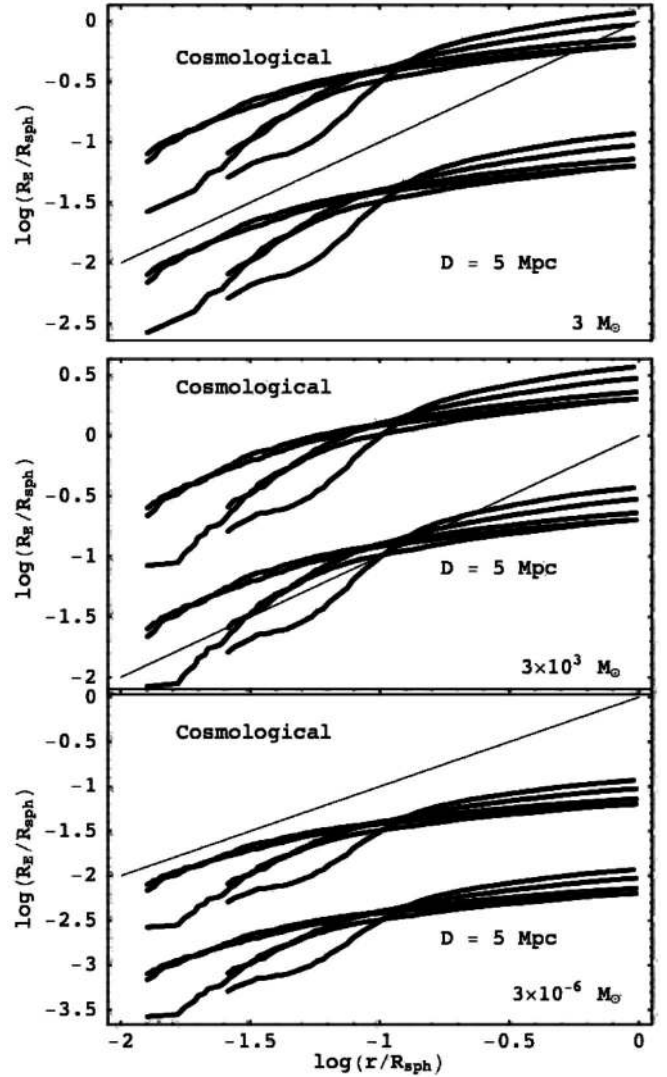 0
-0.5
-1
-1.5
-2
-2.5
log(R_E/R_sph)
Cosmological
D = 5 Mpc
3 M☉
0.5
0
-0.5
-1
-1.5
-2
log(R_E/R_sph)
Cosmological
D = 5 Mpc
3×10³ M☉
0
-0.5
-1
-1.5
-2
-2.5
-3
-3.5
log(R_E/R_sph)
Cosmological
D = 5 Mpc
3×10⁻⁶ M☉
-2 -1.5 -1 -0.5 0
log(r/R_sph)